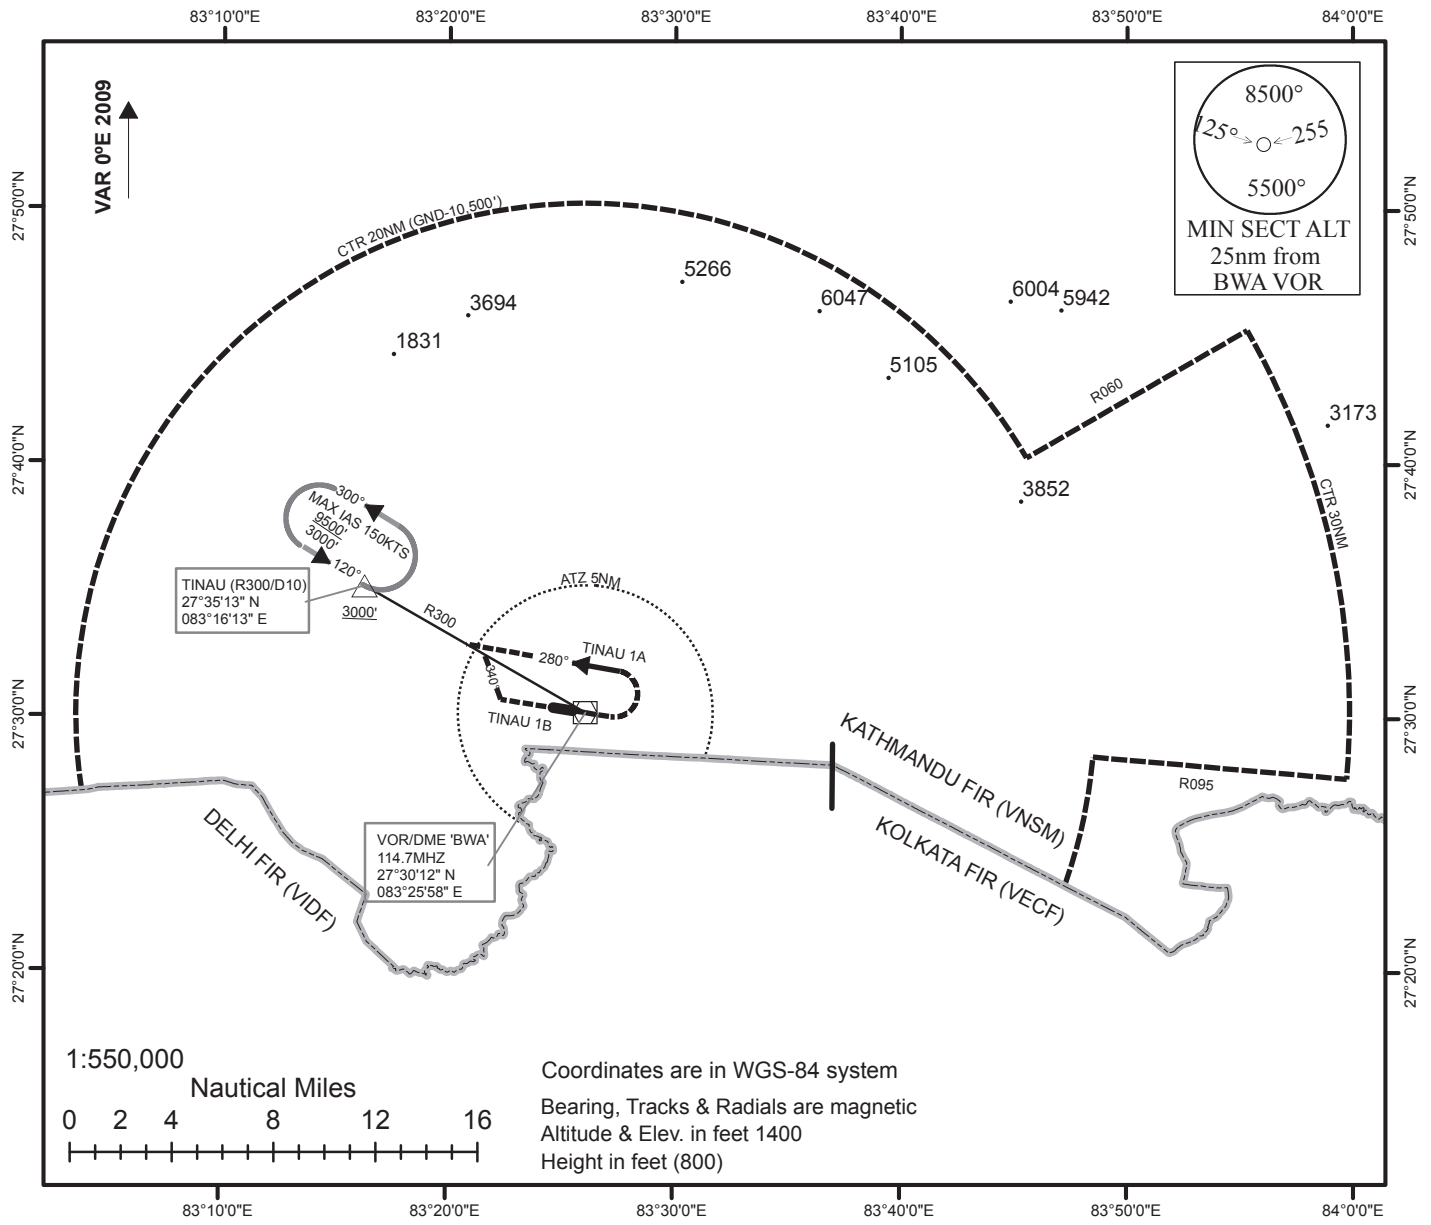 83°10'0"E 83°20'0"E 83°30'0"E 83°40'0"E 83°50'0"E 84°0'0"E
VAR 0ºE 2009
8500°
125° 255
5500°
MIN SECT ALT
25nm from
BWA VOR
27°50'0"N
27°50'0"N
CTR 20NM (GND-10,500')
5266
3694
6047
6004
5942
1831
5105
R060
3173
27°40'0"N
27°40'0"N
3852
CTR 30NM
300°
MAX IAS 150KTS
9500'
3000'
120°
TINAU (R300/D10)
27°35'13" N
083°16'13" E
3000'
ATZ 5NM
R300
TINAU 1A
280°
340°
TINAU 1B
27°30'0"N
27°30'0"N
KATHMANDU FIR (VNSM)
KOLKATA FIR (VECF)
R095
DELHI FIR (VIDF)
VOR/DME 'BWA'
114.7MHZ
27°30'12" N
083°25'58" E
27°20'0"N
27°20'0"N
1:550,000
Nautical Miles
0 2 4 8 12 16
Coordinates are in WGS-84 system
Bearing, Tracks & Radials are magnetic
Altitude & Elev. in feet 1400
Height in feet (800)
83°10'0"E 83°20'0"E 83°30'0"E 83°40'0"E 83°50'0"E 84°0'0"E